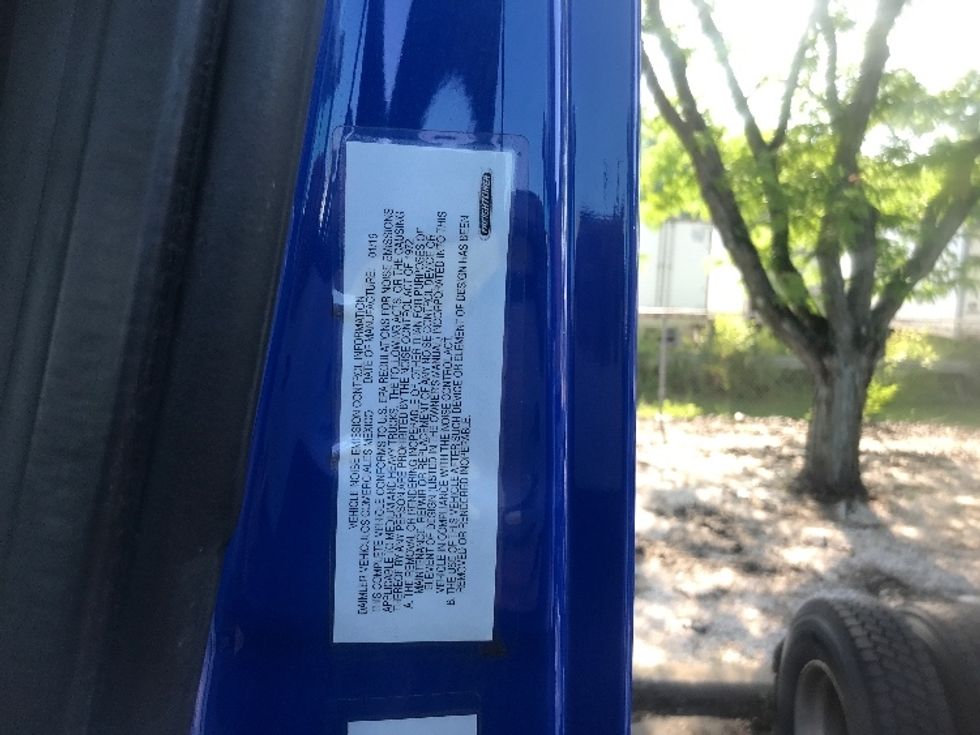 VEHICLE NOISE EMISSION CONTROL INFORMATION
DAIMLER VEHICULOS COMERCIALES MEXICO DATE OF MANUFACTURE: 01/19
THIS COMPLETE VEHICLE CONFORMS TO U.S. EPA REGULATIONS FOR NOISE EMISSIONS
APPLICABLE TO MEDIUM AND HEAVY TRUCKS. THE FOLLOWING ACTS, OR THE CAUSING
THEREOF BY ANY PERSON ARE PROHIBITED BY THE NOISE CONTROL ACT OF 1972
A. THE REMOVAL OR RENDERING INOPERABLE OF, OTHER THAN FOR PURPOSES OF
MAINTENANCE, REPAIR OR REPLACEMENT OF ANY NOISE CONTROL DEVICE OR
ELEMENT OF DESIGN (LISTED IN THE OWNERS MANUAL) INCORPORATED INTO THIS
VEHICLE IN COMPLIANCE WITH THE NOISE CONTROL ACT.
B. THE USE OF THIS VEHICLE AFTER SUCH DEVICE OR ELEMENT OF DESIGN HAS BEEN
REMOVED OR RENDERED INOPERABLE.
FREIGHTLINER